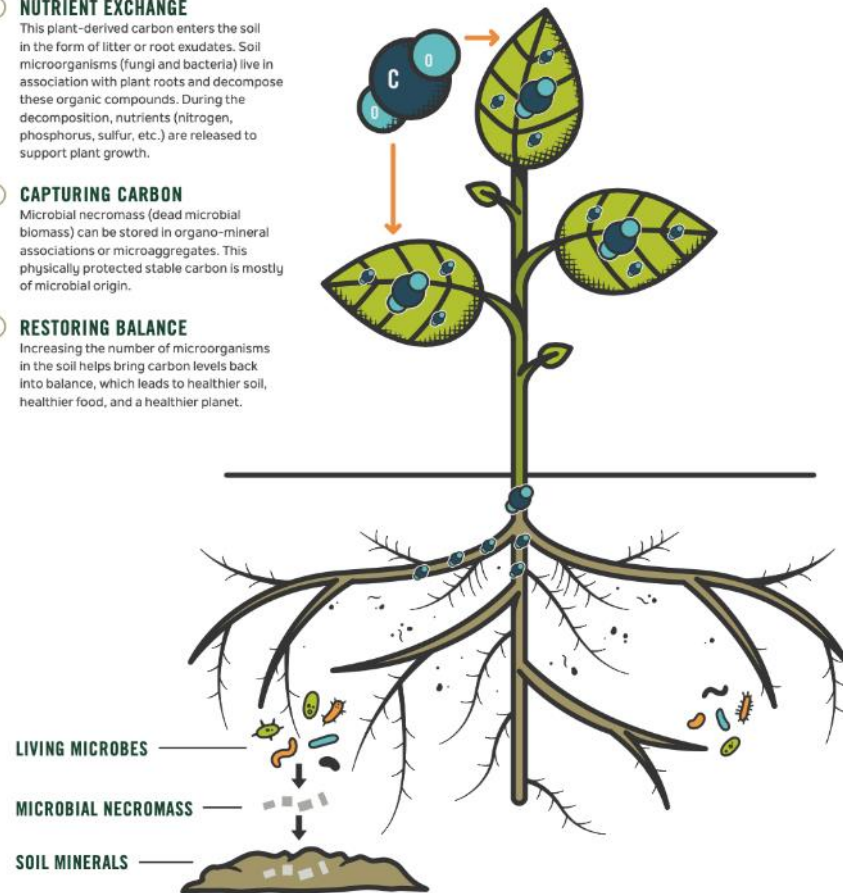 NUTRIENT EXCHANGE
This plant-derived carbon enters the soil
in the form of litter or root exudates. Soil
microorganisms (fungi and bacteria) live in
association with plant roots and decompose
these organic compounds. During the
decomposition, nutrients (nitrogen,
phosphorus, sulfur, etc.) are released to
support plant growth.
CAPTURING CARBON
Microbial necromass (dead microbial
biomass) can be stored in organo-mineral
associations or microaggregates. This
physically protected stable carbon is mostly
of microbial origin.
RESTORING BALANCE
Increasing the number of microorganisms
in the soil helps bring carbon levels back
into balance, which leads to healthier soil,
healthier food, and a healthier planet.
O
C
O
LIVING MICROBES
MICROBIAL NECROMASS
SOIL MINERALS